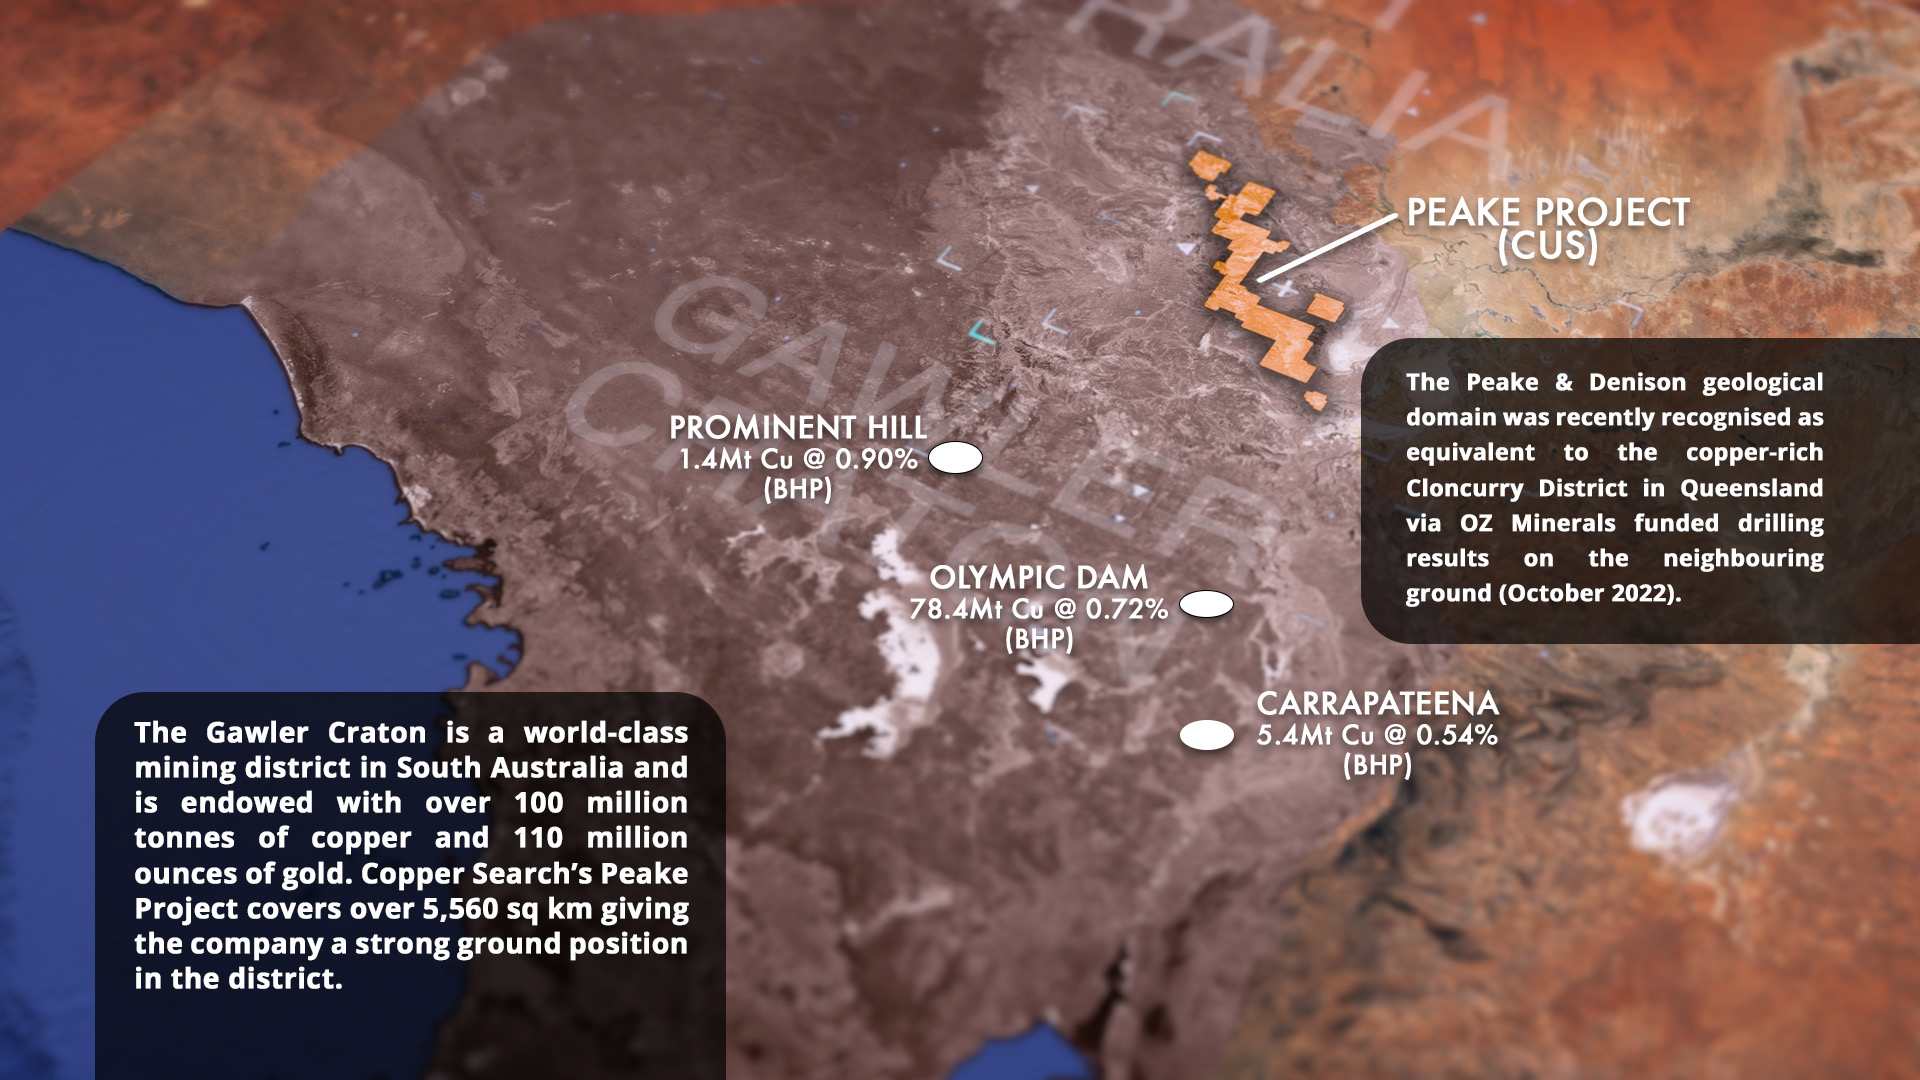 TRALIA
PEAKE PROJECT
(CUS)
GAWLER
CRATON
PROMINENT HILL
1.4Mt Cu @ 0.90%
(BHP)
The Peake & Denison geological
domain was recently recognised as
equivalent to the copper-rich
Cloncurry District in Queensland
via OZ Minerals funded drilling
results on the neighbouring
ground (October 2022).
OLYMPIC DAM
78.4Mt Cu @ 0.72%
(BHP)
CARRAPATEENA
5.4Mt Cu @ 0.54%
(BHP)
The Gawler Craton is a world-class
mining district in South Australia and
is endowed with over 100 million
tonnes of copper and 110 million
ounces of gold. Copper Search’s Peake
Project covers over 5,560 sq km giving
the company a strong ground position
in the district.